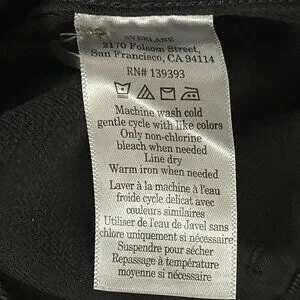 EVERLANE
2170 Folsom Street,
San Francisco, CA 94114
RN# 139393
Machine wash cold
gentle cycle with like colors
Only non-chlorine
bleach when needed
Line dry
Warm iron when needed
Laver à la machine à l'eau
froide cycle delicat avec
couleurs similaires
Utiliser de l'eau de Javel sans
chlore uniquement si nécessaire
Suspendre pour sécher
Repassage à température
moyenne si nécessaire